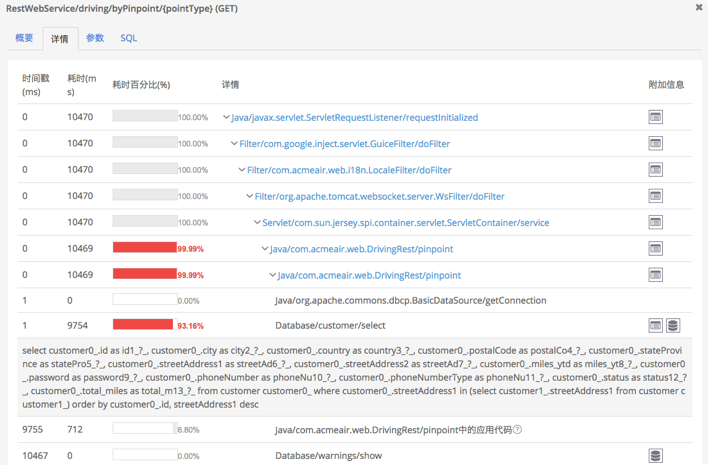 RestWebService/driving/byPinpoint/{pointType} (GET)
概要 详情 参数 SQL
时间戳(ms) 耗时(ms) 耗时百分比(%) 详情 附加信息
0 10470 100.00% Java/javax.servlet.ServletRequestListener/requestInitialized
0 10470 100.00% Filter/com.google.inject.servlet.GuiceFilter/doFilter
0 10470 100.00% Filter/com.acmeair.web.i18n.LocaleFilter/doFilter
0 10470 100.00% Filter/org.apache.tomcat.websocket.server.WsFilter/doFilter
0 10470 100.00% Servlet/com.sun.jersey.spi.container.servlet.ServletContainer/service
0 10469 99.99% Java/com.acmeair.web.DrivingRest/pinpoint
0 10469 99.99% Java/com.acmeair.web.DrivingRest/pinpoint
1 0 0.00% Java/org.apache.commons.dbcp.BasicDataSource/getConnection
1 9754 93.16% Database/customer/select
select customer0_.id as id1_?_, customer0_.city as city2_?_, customer0_.country as country3_?_, customer0_.postalCode as postalCo4_?_, customer0_.stateProvi
nce as statePro5_?_, customer0_.streetAddress1 as streetAd6_?_, customer0_.streetAddress2 as streetAd7_?_, customer0_.miles_ytd as miles_yt8_?_, customer0
_.password as password9_?_, customer0_.phoneNumber as phoneNu10_?_, customer0_.phoneNumberType as phoneNu11_?_, customer0_.status as status12_?
_, customer0_.total_miles as total_m13_?_ from customer customer0_ where customer0_.streetAddress1 in (select customer1_.streetAddress1 from customer c
ustomer1_) order by customer0_.id, streetAddress1 desc
9755 712 6.80% Java/com.acmeair.web.DrivingRest/pinpoint中的应用代码?
10467 0 0.00% Database/warnings/show